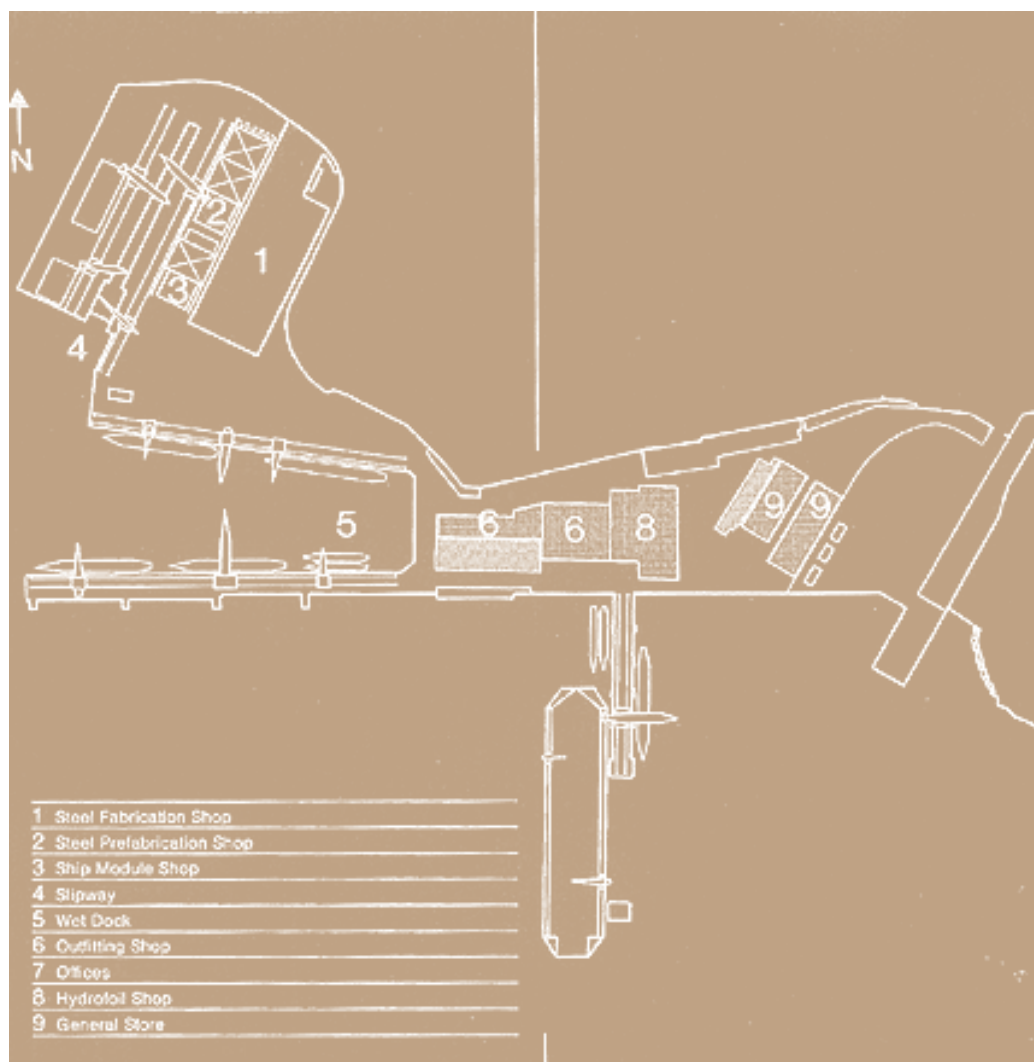 N
2
1
3
4
5
6
6
8
9
9
1 Steel Fabrication Shop
2 Steel Prefabrication Shop
3 Ship Module Shop
4 Slipway
5 Wet Dock
6 Outfitting Shop
7 Offices
8 Hydrofoil Shop
9 General Store